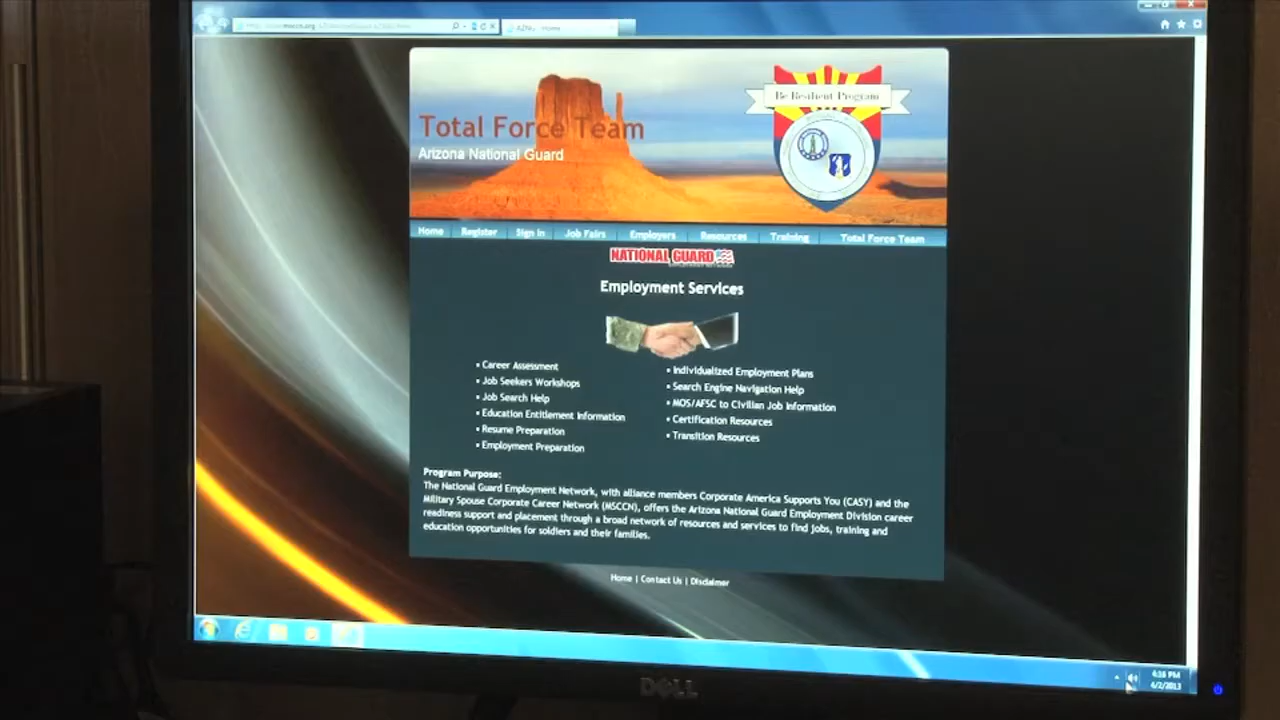 Be Resilient Program
Total Force Team
Arizona National Guard
Home Register Sign In Job Fairs Employers Resources Training Total Force Team
NATIONAL GUARD
Employment Services
▪ Career Assessment
▪ Job Seekers Workshops
▪ Job Search Help
▪ Education Entitlement Information
▪ Resume Preparation
▪ Employment Preparation
▪ Individualized Employment Plans
▪ Search Engine Navigation Help
▪ MOS/AFSC to Civilian Job Information
▪ Certification Resources
▪ Transition Resources
Program Purpose:
The National Guard Employment Network, with alliance members Corporate America Supports You (CASY) and the
Military Spouse Corporate Career Network (MSCCN), offers the Arizona National Guard Employment Division career
readiness support and placement through a broad network of resources and services to find jobs, training and
education opportunities for soldiers and their families.
Home | Contact Us | Disclaimer
6/2/2013
DELL